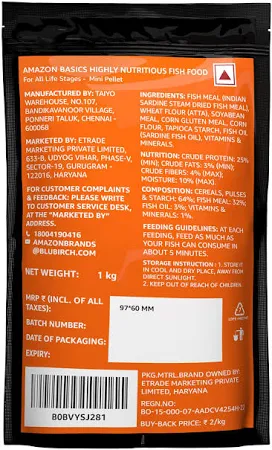 AMAZON BASICS HIGHLY NUTRITIOUS FISH FOOD
For All Life Stages - Mini Pellet
MANUFACTURED BY: TAIYO
WAREHOUSE, NO.107,
BANDIKAVANOOR VILLAGE,
PONNERI TALUK, CHENNAI -
600068
MARKETED BY: ETRADE
MARKETING PRIVATE LIMITED,
633-B, UDYOG VIHAR, PHASE-V,
SECTOR-19, GURUGRAM -
122016, HARYANA
FOR CUSTOMER COMPLAINTS
& FEEDBACK: PLEASE WRITE
TO CUSTOMER SERVICE DESK,
AT THE "MARKETED BY"
ADDRESS
18004190416
AMAZONBRANDS
@BLUBIRCH.COM
NET WEIGHT: 1 kg
INGREDIENTS: FISH MEAL (INDIAN
SARDINE STEAM DRIED FISH MEAL),
WHEAT FLOUR (ATTA), SOYABEAN
MEAL, CORN GLUTEN MEAL, CORN
FLOUR, TAPIOCA STARCH, FISH OIL
(SARDINE FISH OIL), VITAMINS &
MINERALS.
NUTRITION: CRUDE PROTEIN: 25%
(MIN); CRUDE FATS: 3% (MIN);
CRUDE FIBERS: 4% (MAX);
MOISTURE: 10% (MAX).
COMPOSITION: CEREALS, PULSES
& STARCH: 64%; FISH MEAL: 32%;
FISH OIL: 3%; VITAMINS &
MINERALS: 1%.
FEEDING GUIDELINES: AT EACH
FEEDING, FEED AS MUCH AS
YOUR FISH CAN CONSUME IN
ABOUT 5 MINUTES.
STORAGE INSTRUCTION : 1. STORE IT
IN COOL AND DRY PLACE, AWAY FROM
DIRECT SUNLIGHT.
2. KEEP OUT OF REACH OF CHILDREN.
MRP ₹ (INCL. OF ALL
TAXES):
BATCH NUMBER:
DATE OF PACKAGING:
EXPIRY:
97*60 MM
B0BVYSJ281
PKG.MTRL.BRAND OWNED BY:
ETRADE MARKETING PRIVATE
LIMITED, HARYANA
REGN.NO:
BO-15-000-07-AADCV4254H-22
BUY-BACK PRICE: ₹ 2/kg